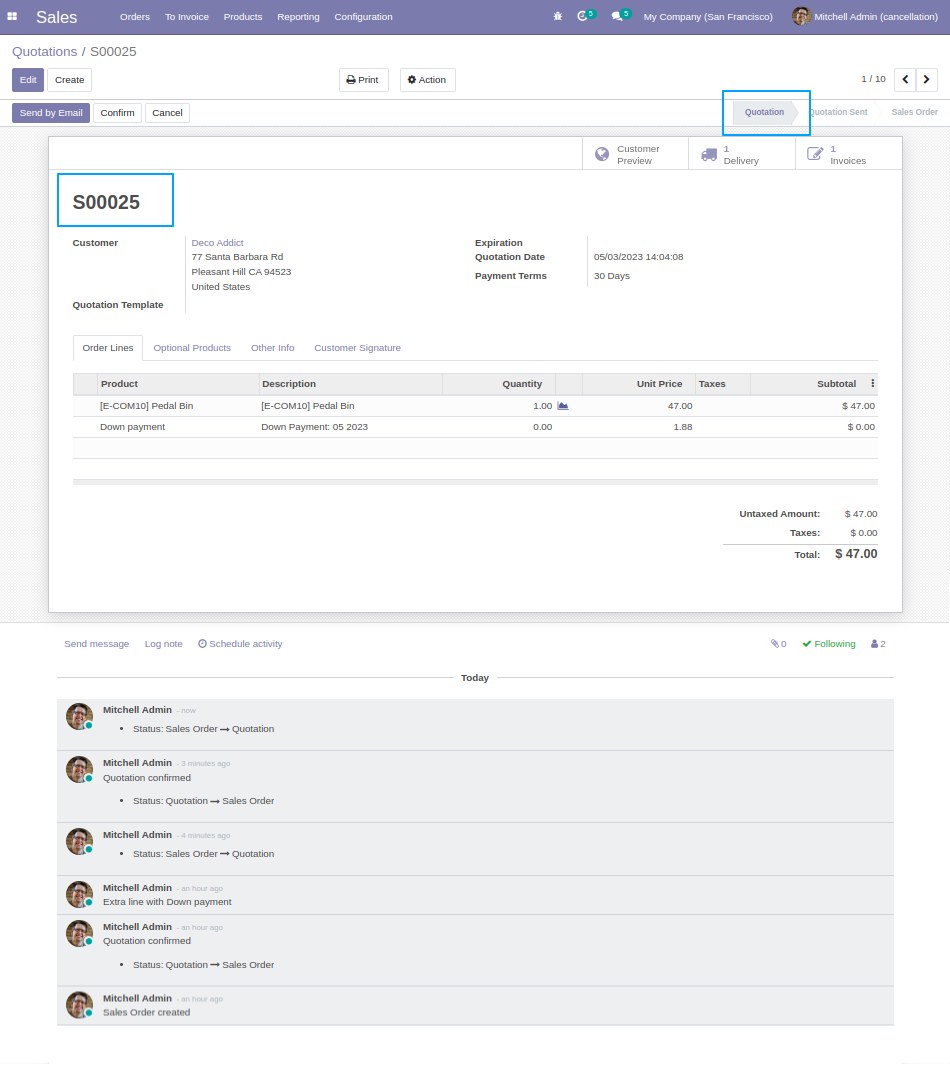 Sales Orders To Invoice Products Reporting Configuration 5 5 My Company (San Francisco) Mitchell Admin (cancellation)
Quotations / S00025
Edit Create Print Action 1 / 10
Send by Email Confirm Cancel Quotation Quotation Sent Sales Order
Customer Preview
1 Delivery
1 Invoices
S00025
Customer Deco Addict
77 Santa Barbara Rd
Pleasant Hill CA 94523
United States
Quotation Template
Expiration
Quotation Date 05/03/2023 14:04:08
Payment Terms 30 Days
Order Lines Optional Products Other Info Customer Signature
Product Description Quantity Unit Price Taxes Subtotal
[E-COM10] Pedal Bin [E-COM10] Pedal Bin 1.00 47.00 $ 47.00
Down payment Down Payment: 05 2023 0.00 1.88 $ 0.00
Untaxed Amount: $ 47.00
Taxes: $ 0.00
Total: $ 47.00
Send message Log note Schedule activity 0 Following 2
Today
Mitchell Admin - now
• Status: Sales Order ➞ Quotation
Mitchell Admin - 3 minutes ago
Quotation confirmed
• Status: Quotation ➞ Sales Order
Mitchell Admin - 4 minutes ago
• Status: Sales Order ➞ Quotation
Mitchell Admin - an hour ago
Extra line with Down payment
Mitchell Admin - an hour ago
Quotation confirmed
• Status: Quotation ➞ Sales Order
Mitchell Admin - an hour ago
Sales Order created